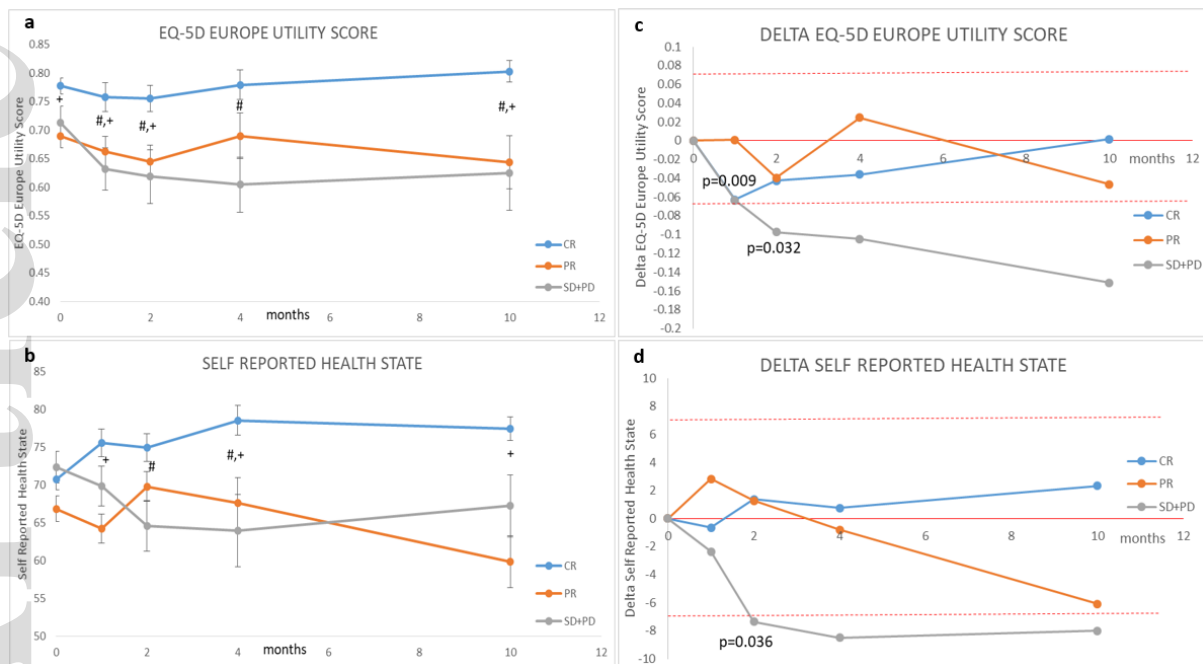 a
EQ-5D EUROPE UTILITY SCORE
EQ-5D Europe Utility Score
0.85
0.80
0.75
0.70
0.65
0.60
0.55
0.50
0.45
0.40
+
#,+
#,+
#
#,+
CR
PR
SD+PD
0 2 4 6 8 10 12
months
b
SELF REPORTED HEALTH STATE
Self Reported Health State
85
80
75
70
65
60
55
50
+
#
#,+
+
CR
PR
SD+PD
0 2 4 6 8 10 12
months
c
DELTA EQ-5D EUROPE UTILITY SCORE
Delta EQ-5D Europe Utility Score
0.1
0.08
0.06
0.04
0.02
0
-0.02
-0.04
-0.06
-0.08
-0.1
-0.12
-0.14
-0.16
-0.18
-0.2
0 2 4 6 8 10 12
months
p=0.009
p=0.032
CR
PR
SD+PD
d
DELTA SELF REPORTED HEALTH STATE
Delta Self Reported Health State
10
8
6
4
2
0
-2
-4
-6
-8
-10
0 2 4 6 8 10 12
months
p=0.036
CR
PR
SD+PD